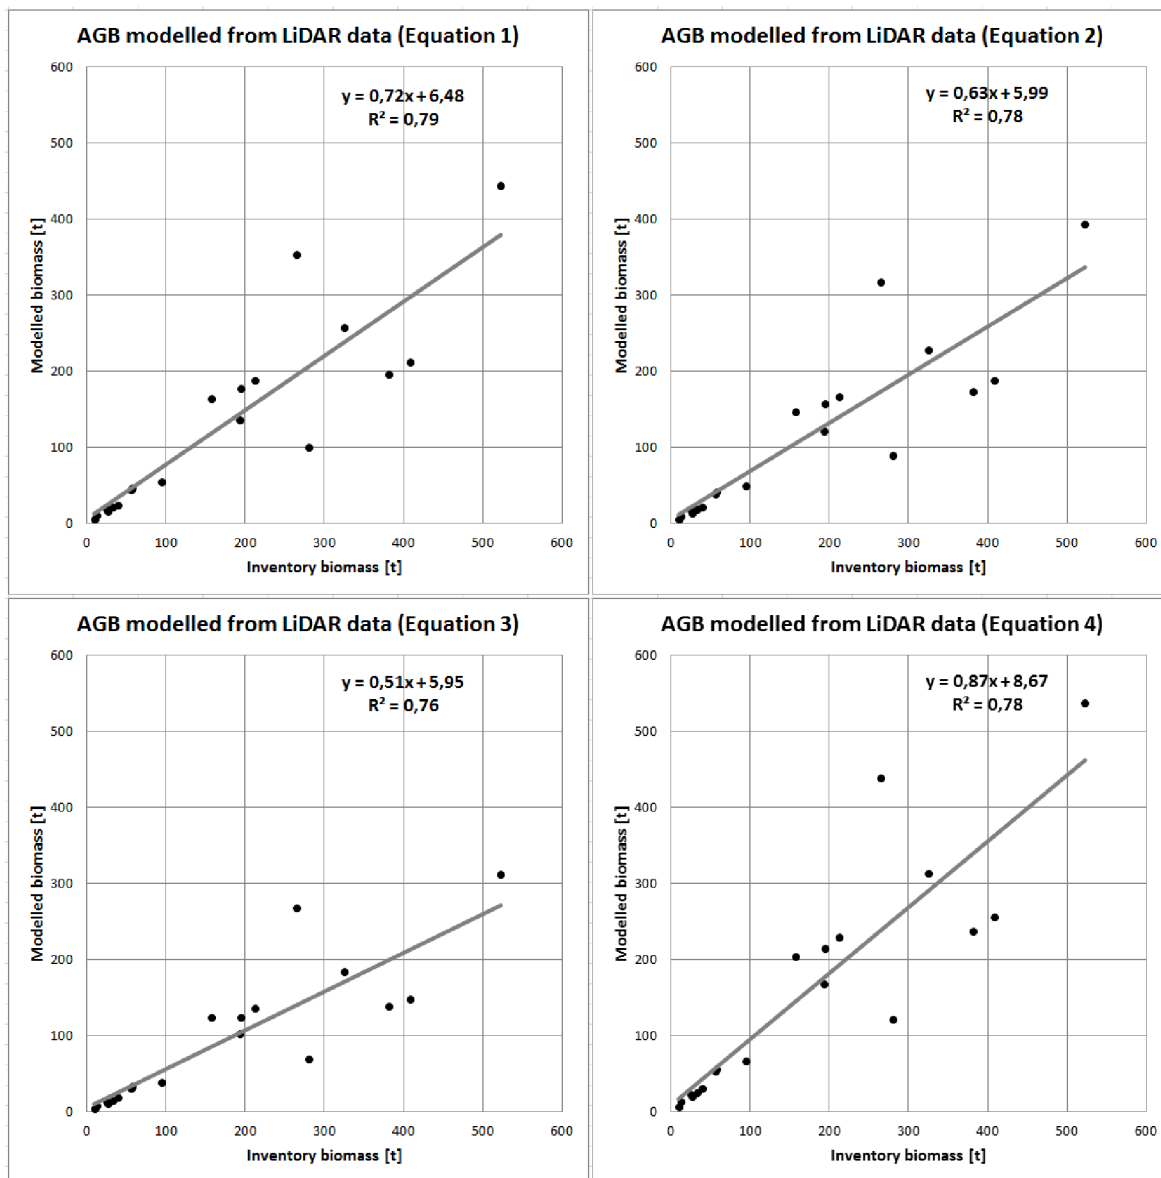 AGB modelled from LiDAR data (Equation 1)
y = 0,72x + 6,48
R² = 0,79
600
500
400
300
200
100
0
Modelled biomass [t]
0 100 200 300 400 500 600
Inventory biomass [t]
AGB modelled from LiDAR data (Equation 2)
y = 0,63x + 5,99
R² = 0,78
600
500
400
300
200
100
0
Modelled biomass [t]
0 100 200 300 400 500 600
Inventory biomass [t]
AGB modelled from LiDAR data (Equation 3)
y = 0,51x + 5,95
R² = 0,76
600
500
400
300
200
100
0
Modelled biomass [t]
0 100 200 300 400 500 600
Inventory biomass [t]
AGB modelled from LiDAR data (Equation 4)
y = 0,87x + 8,67
R² = 0,78
600
500
400
300
200
100
0
Modelled biomass [t]
0 100 200 300 400 500 600
Inventory biomass [t]